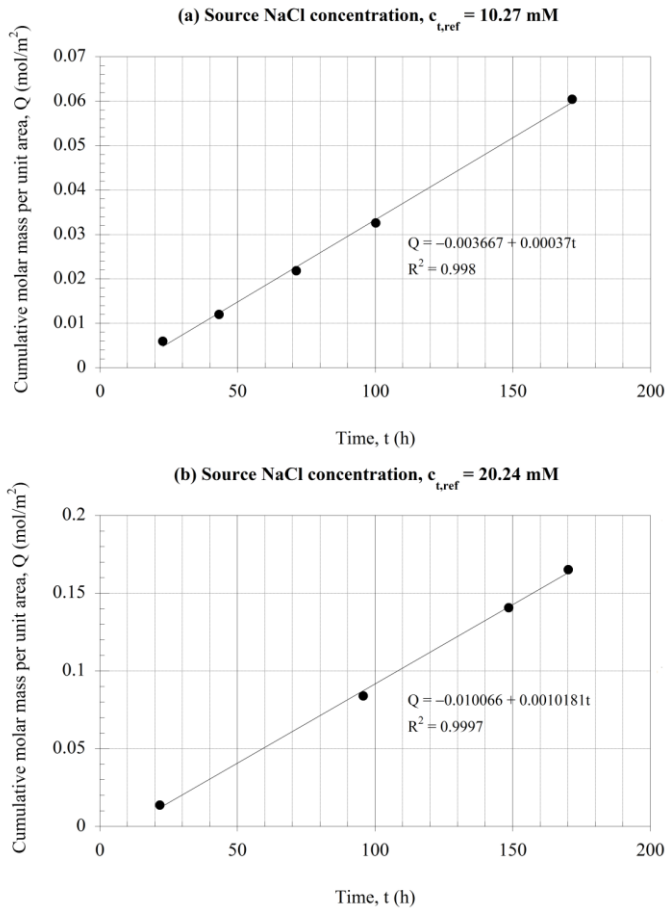 (a) Source NaCl concentration, c_t,ref = 10.27 mM
Cumulative molar mass per unit area, Q (mol/m²)
0.07
0.06
0.05
0.04
0.03
0.02
0.01
0
Q = –0.003667 + 0.00037t
R² = 0.998
0 50 100 150 200
Time, t (h)
(b) Source NaCl concentration, c_t,ref = 20.24 mM
Cumulative molar mass per unit area, Q (mol/m²)
0.2
0.15
0.1
0.05
0
Q = –0.010066 + 0.0010181t
R² = 0.9997
0 50 100 150 200
Time, t (h)